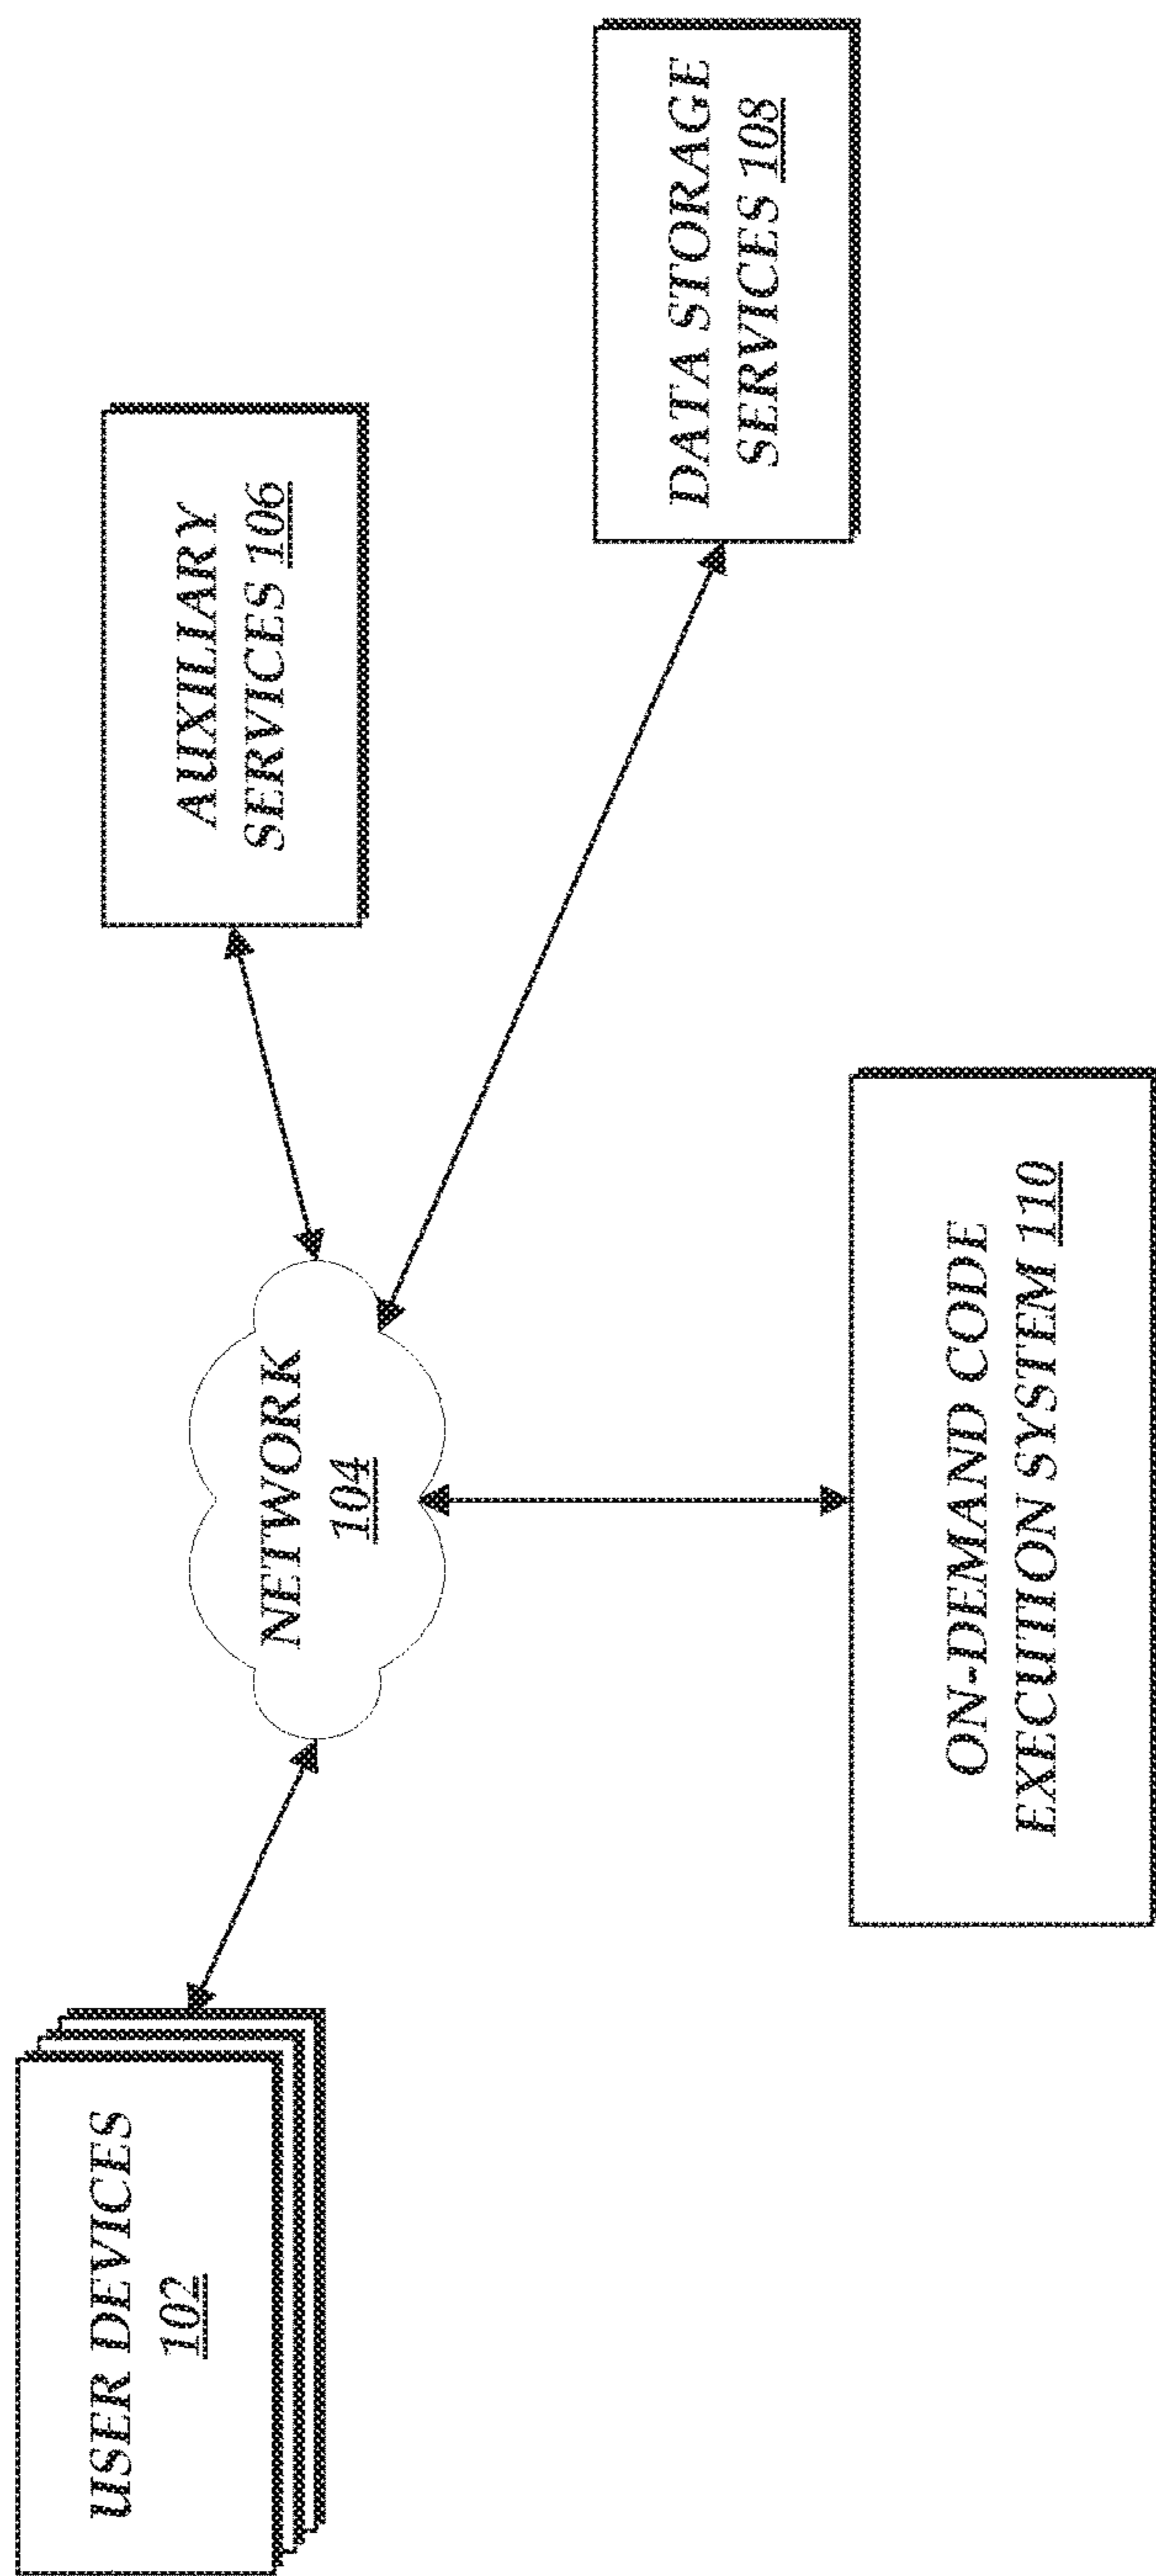 USER DEVICES
102
NETWORK
104
AUXILIARY
SERVICES 106
DATA STORAGE
SERVICES 108
ON-DEMAND CODE
EXECUTION SYSTEM 110